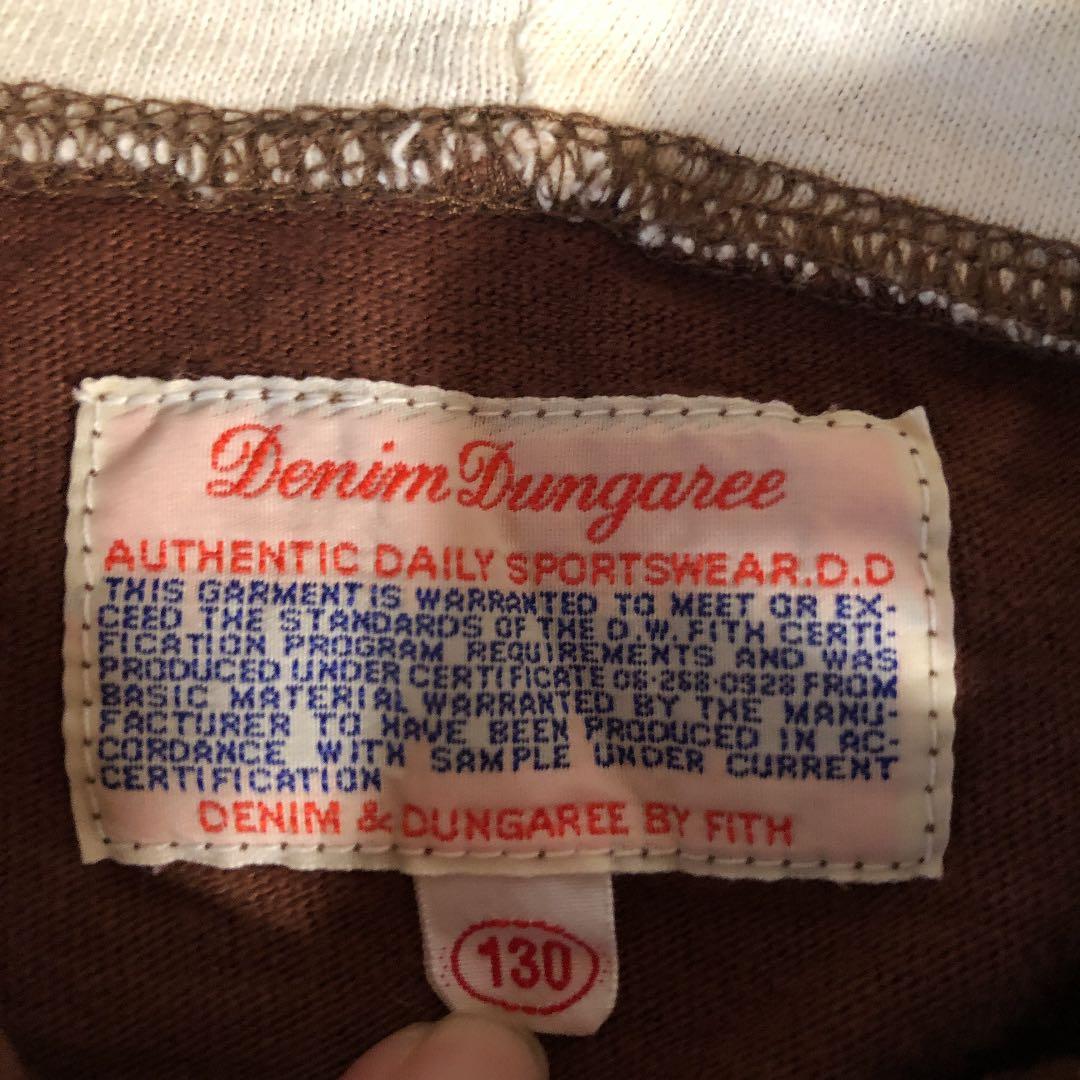 Denim Dungaree
AUTHENTIC DAILY SPORTSWEAR.D.D
THIS GARMENT IS WARRANTED TO MEET OR EX-
CEED THE STANDARDS OF THE D.W. FITH CERTI-
FICATION PROGRAM REQUIREMENTS AND WAS
PRODUCED UNDER CERTIFICATE 06-268-0328 FROM
BASIC MATERIAL WARRANTED BY THE MANU-
FACTURER TO HAVE BEEN PRODUCED IN AC-
CORDANCE WITH SAMPLE UNDER CURRENT
CERTIFICATION
DENIM & DUNGAREE BY FITH
130